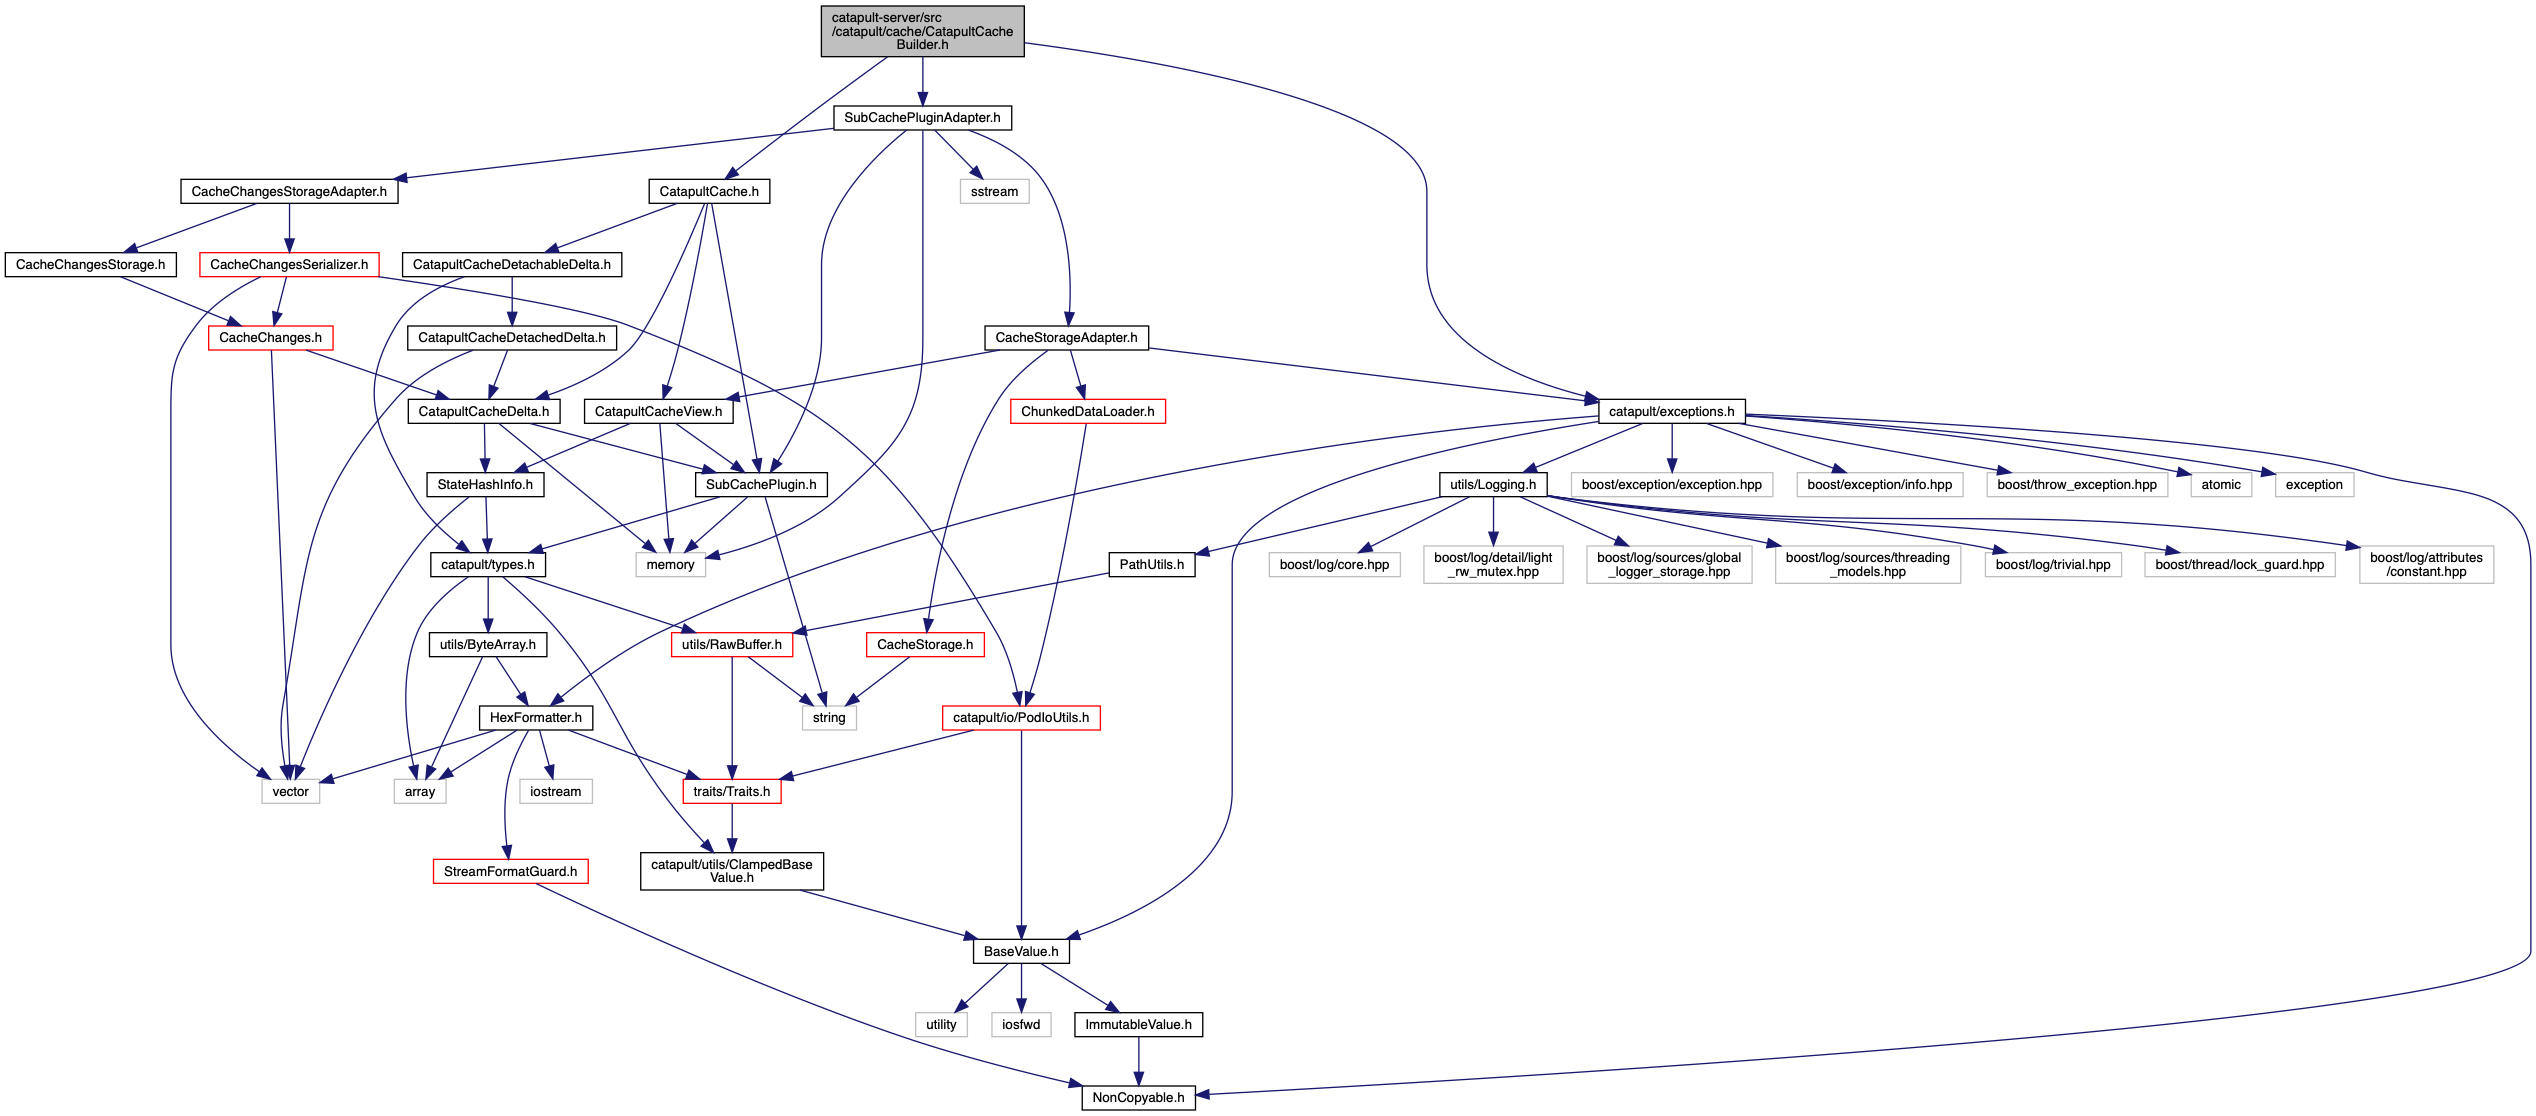 catapult-server/src
/catapult/cache/CatapultCache
Builder.h
SubCachePluginAdapter.h
CacheChangesStorageAdapter.h
CatapultCache.h
sstream
CacheChangesStorage.h
CacheChangesSerializer.h
CatapultCacheDetachableDelta.h
CacheChanges.h
CatapultCacheDetachedDelta.h
CacheStorageAdapter.h
CatapultCacheDelta.h
CatapultCacheView.h
ChunkedDataLoader.h
catapult/exceptions.h
StateHashInfo.h
SubCachePlugin.h
utils/Logging.h
boost/exception/exception.hpp
boost/exception/info.hpp
boost/throw_exception.hpp
atomic
exception
catapult/types.h
memory
PathUtils.h
boost/log/core.hpp
boost/log/detail/light
_rw_mutex.hpp
boost/log/sources/global
_logger_storage.hpp
boost/log/sources/threading
_models.hpp
boost/log/trivial.hpp
boost/thread/lock_guard.hpp
boost/log/attributes
/constant.hpp
utils/ByteArray.h
utils/RawBuffer.h
CacheStorage.h
HexFormatter.h
string
catapult/io/PodIoUtils.h
vector
array
iostream
traits/Traits.h
StreamFormatGuard.h
catapult/utils/ClampedBase
Value.h
BaseValue.h
utility
iosfwd
ImmutableValue.h
NonCopyable.h